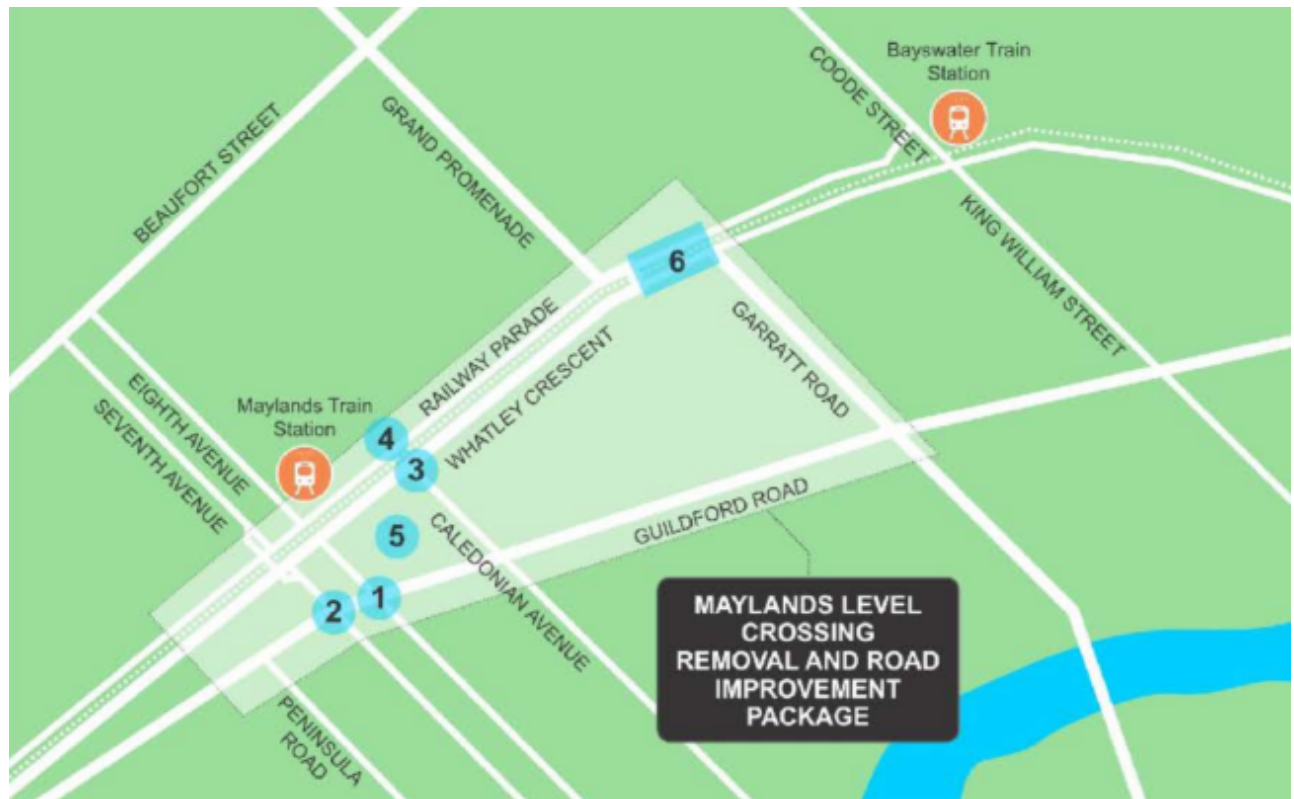 Bayswater Train
Station
COODE STREET
BEAUFORT STREET
GRAND PROMENADE
KING WILLIAM STREET
6
RAILWAY PARADE
WHATLEY CRESCENT
GARRATT ROAD
EIGHTH AVENUE
SEVENTH AVENUE
Maylands Train
Station
4
3
5
GUILDFORD ROAD
CALEDONIAN AVENUE
1
2
PENINSULA
ROAD
MAYLANDS LEVEL
CROSSING
REMOVAL AND ROAD
IMPROVEMENT
PACKAGE